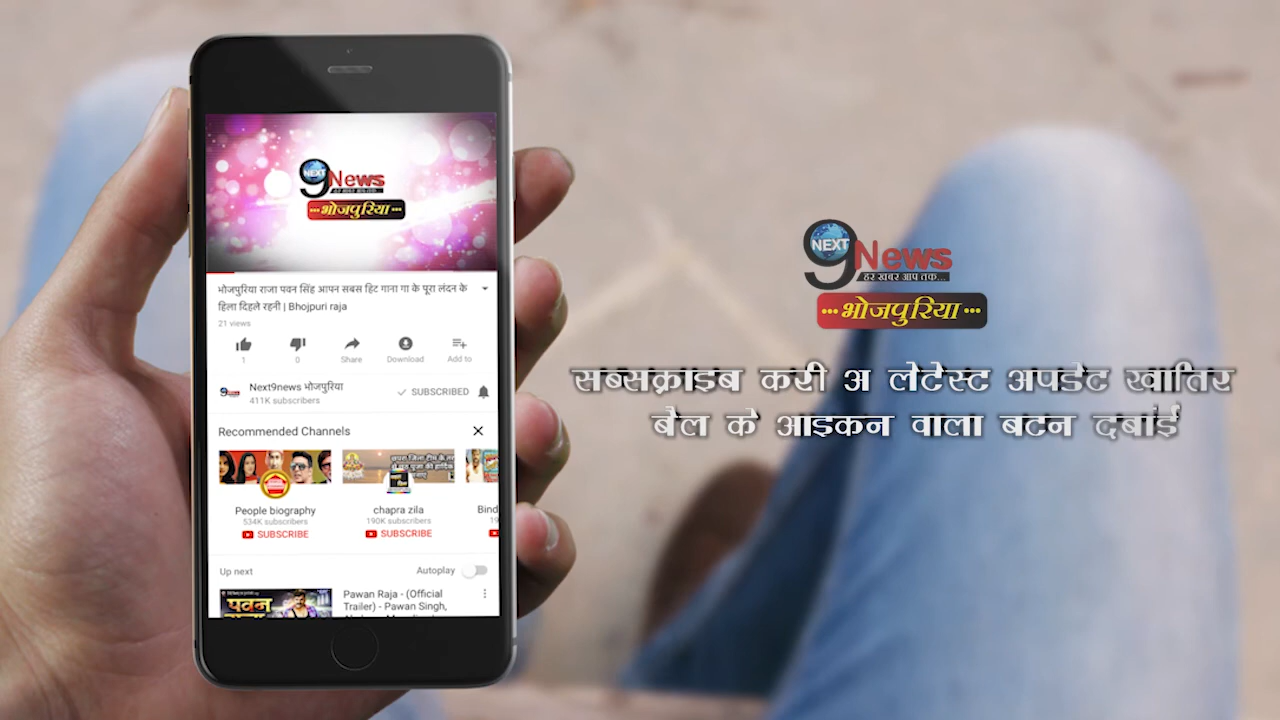 NEXT
9 News
हर खबर आप तक...
•••भोजपुरिया•••
भोजपुरिया राजा पवन सिंह आपन सबस हिट गाना गा के पूरा लंदन के
हिला दिहले रहनी | Bhojpuri raja
21 views
1
0
Share
Download
Add to
Next9news भोजपुरिया
411K subscribers
SUBSCRIBED
Recommended Channels
People biography
534K subscribers
SUBSCRIBE
chapra zila
190K subscribers
SUBSCRIBE
Bind
19
Up next
Autoplay
पवन
Pawan Raja - (Official
Trailer) - Pawan Singh,
NEXT
9 News
हर खबर आप तक...
•••भोजपुरिया•••
सब्सक्राइब करी अ लेटेस्ट अपडेट खातिर
बेल के आइकन वाला बटन दबाईं